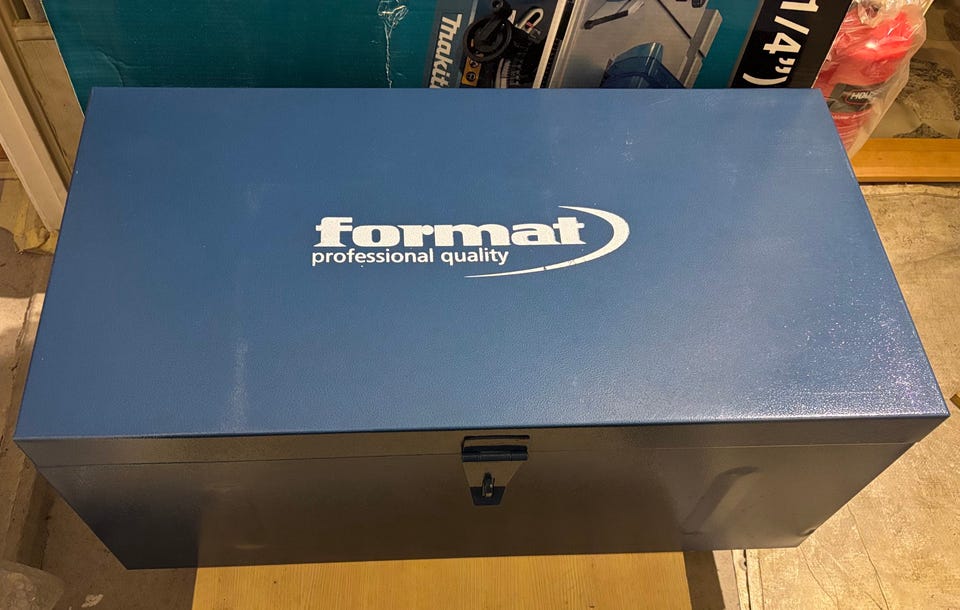 makita
1/4")
format
professional quality